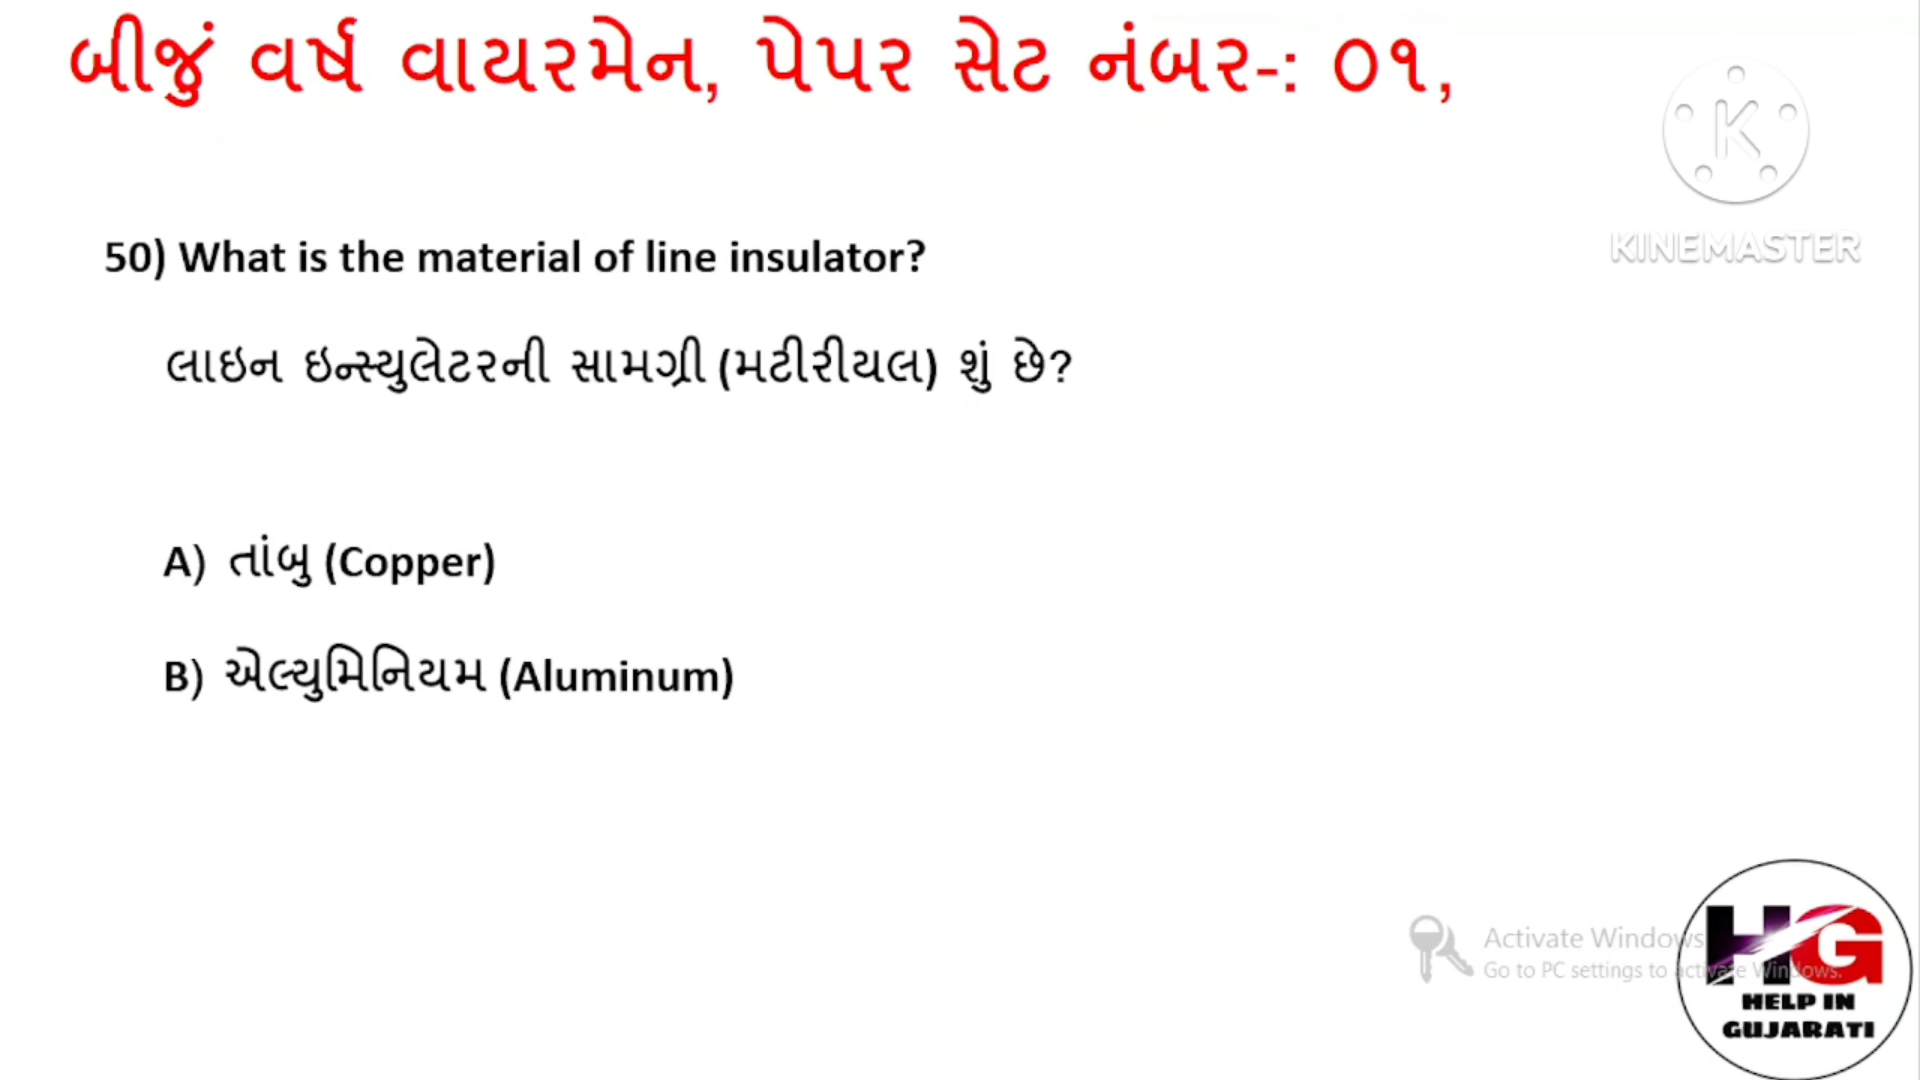 બીજું વર્ષ વાયરમેન, પેપર સેટ નંબર-: ૦૧,
K
KINEMASTER
50) What is the material of line insulator?
લાઇન ઇન્સ્યુલેટરની સામગ્રી (મટીરીયલ) શું છે?
A) તાંબુ (Copper)
B) એલ્યુમિનિયમ (Aluminum)
Activate Windows
Go to PC settings to activate Windows.
HG
HELP IN
GUJARATI